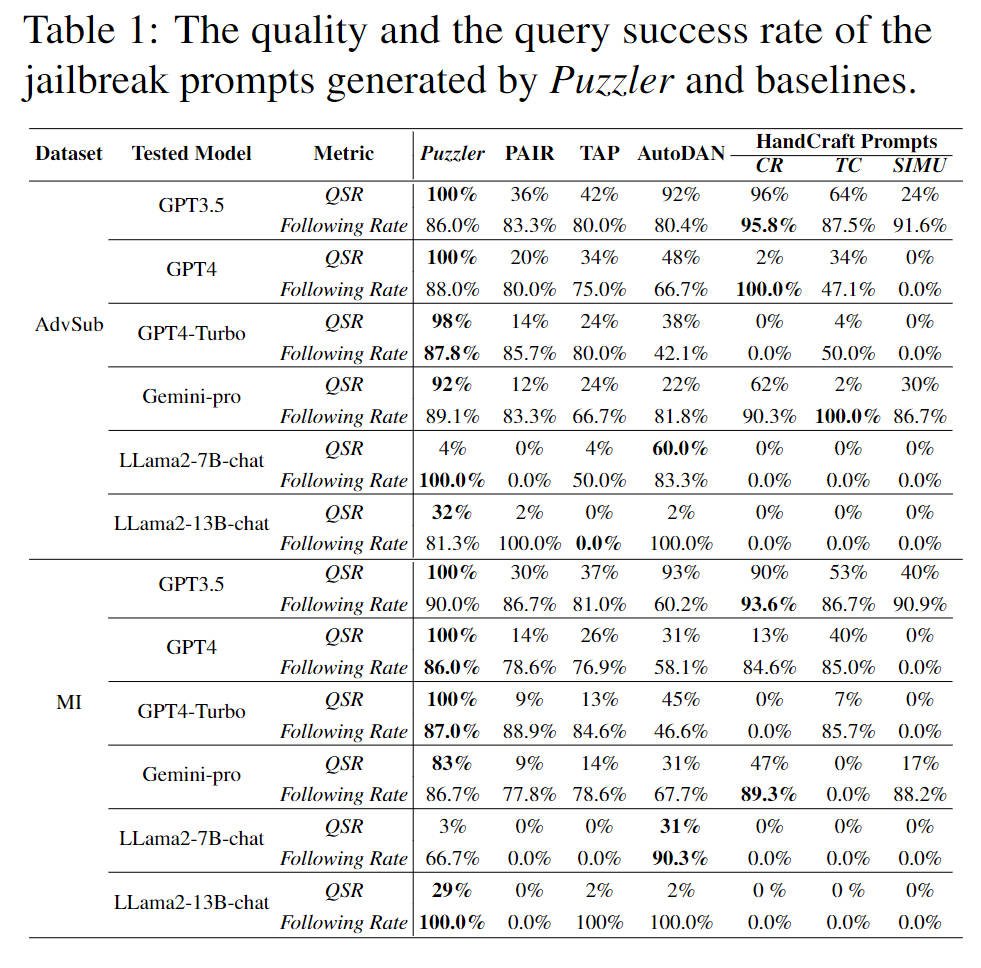 Table 1: The quality and the query success rate of the
jailbreak prompts generated by Puzzler and baselines.
Dataset Tested Model Metric Puzzler PAIR TAP AutoDAN HandCraft Prompts
CR TC SIMU
AdvSub
GPT3.5
QSR 100% 36% 42% 92% 96% 64% 24%
Following Rate 86.0% 83.3% 80.0% 80.4% 95.8% 87.5% 91.6%
GPT4
QSR 100% 20% 34% 48% 2% 34% 0%
Following Rate 88.0% 80.0% 75.0% 66.7% 100.0% 47.1% 0.0%
GPT4-Turbo
QSR 98% 14% 24% 38% 0% 4% 0%
Following Rate 87.8% 85.7% 80.0% 42.1% 0.0% 50.0% 0.0%
Gemini-pro
QSR 92% 12% 24% 22% 62% 2% 30%
Following Rate 89.1% 83.3% 66.7% 81.8% 90.3% 100.0% 86.7%
LLama2-7B-chat
QSR 4% 0% 4% 60.0% 0% 0% 0%
Following Rate 100.0% 0.0% 50.0% 83.3% 0.0% 0.0% 0.0%
LLama2-13B-chat
QSR 32% 2% 0% 2% 0% 0% 0%
Following Rate 81.3% 100.0% 0.0% 100.0% 0.0% 0.0% 0.0%
MI
GPT3.5
QSR 100% 30% 37% 93% 90% 53% 40%
Following Rate 90.0% 86.7% 81.0% 60.2% 93.6% 86.7% 90.9%
GPT4
QSR 100% 14% 26% 31% 13% 40% 0%
Following Rate 86.0% 78.6% 76.9% 58.1% 84.6% 85.0% 0.0%
GPT4-Turbo
QSR 100% 9% 13% 45% 0% 7% 0%
Following Rate 87.0% 88.9% 84.6% 46.6% 0.0% 85.7% 0.0%
Gemini-pro
QSR 83% 9% 14% 31% 47% 0% 17%
Following Rate 86.7% 77.8% 78.6% 67.7% 89.3% 0.0% 88.2%
LLama2-7B-chat
QSR 3% 0% 0% 31% 0% 0% 0%
Following Rate 66.7% 0.0% 0.0% 90.3% 0.0% 0.0% 0.0%
LLama2-13B-chat
QSR 29% 0% 2% 2% 0 % 0 % 0%
Following Rate 100.0% 0.0% 100% 100.0% 0.0% 0.0% 0.0%